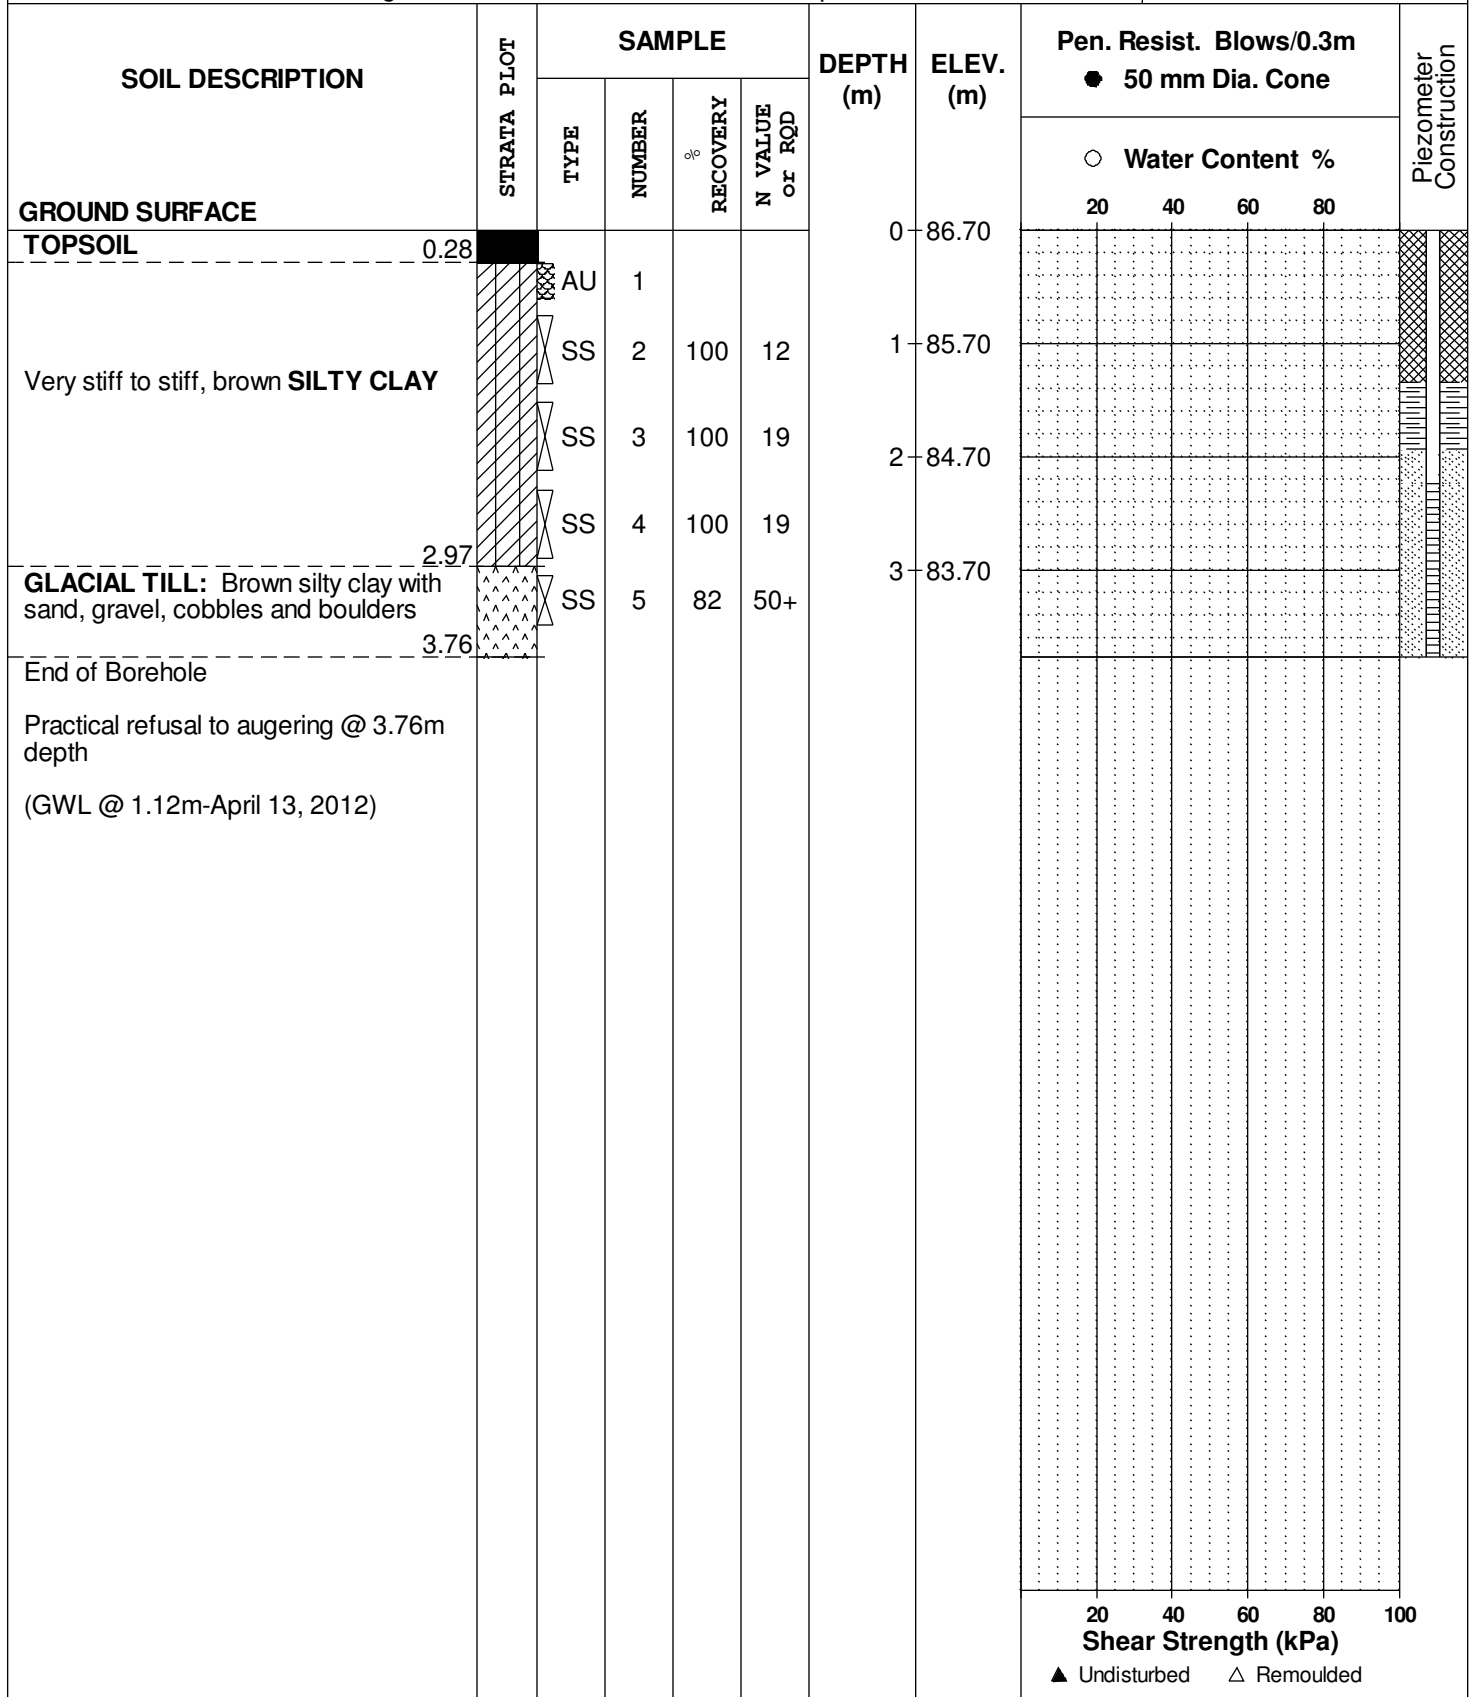 SOIL DESCRIPTION
GROUND SURFACE
STRATA PLOT
SAMPLE
TYPE
NUMBER
%
RECOVERY
N VALUE
or RQD
DEPTH
(m)
ELEV.
(m)
Pen. Resist. Blows/0.3m
● 50 mm Dia. Cone
○ Water Content %
20 40 60 80
Piezometer
Construction
TOPSOIL 0.28
0 86.70
AU 1
SS 2 100 12
1 85.70
Very stiff to stiff, brown SILTY CLAY
SS 3 100 19
2 84.70
SS 4 100 19
2.97
3 83.70
GLACIAL TILL: Brown silty clay with
sand, gravel, cobbles and boulders
SS 5 82 50+
3.76
End of Borehole
Practical refusal to augering @ 3.76m
depth
(GWL @ 1.12m-April 13, 2012)
20 40 60 80 100
Shear Strength (kPa)
▲ Undisturbed △ Remoulded